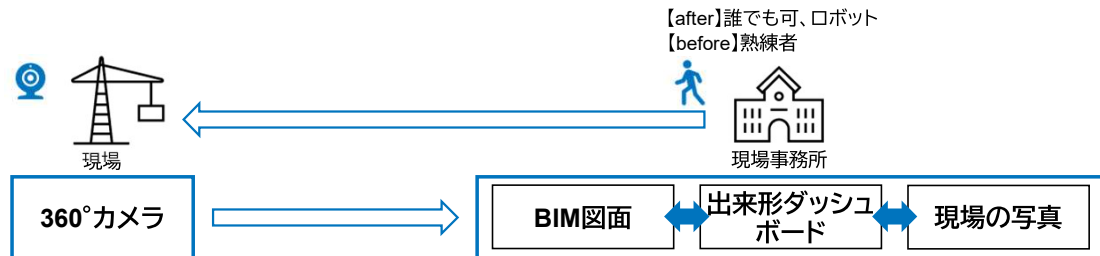 【after】誰でも可、ロボット
【before】熟練者
現場
現場事務所
360°カメラ
BIM図面
出来形ダッシュ
ボード
現場の写真